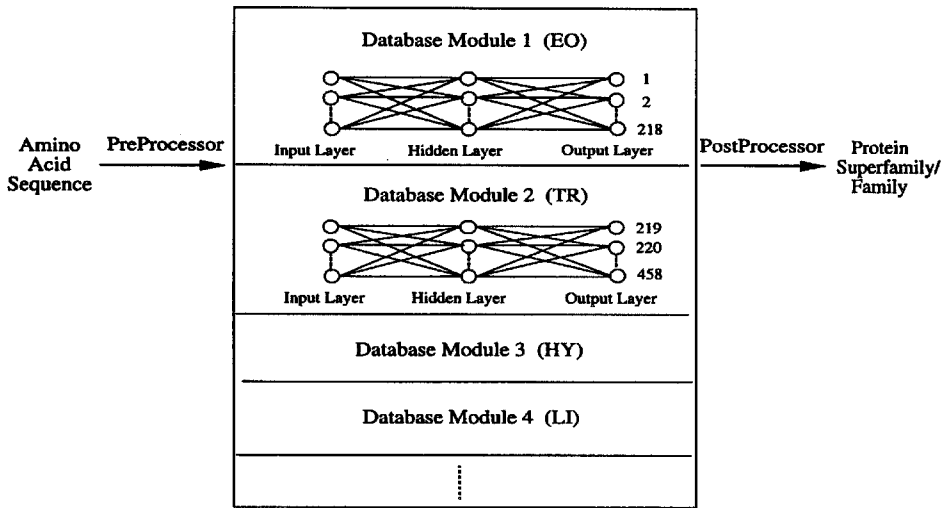 Database Module 1 (EO)
1
2
218
Input Layer Hidden Layer Output Layer
Amino
Acid
Sequence
PreProcessor
PostProcessor
Protein
Superfamily/
Family
Database Module 2 (TR)
219
220
458
Input Layer Hidden Layer Output Layer
Database Module 3 (HY)
Database Module 4 (LI)